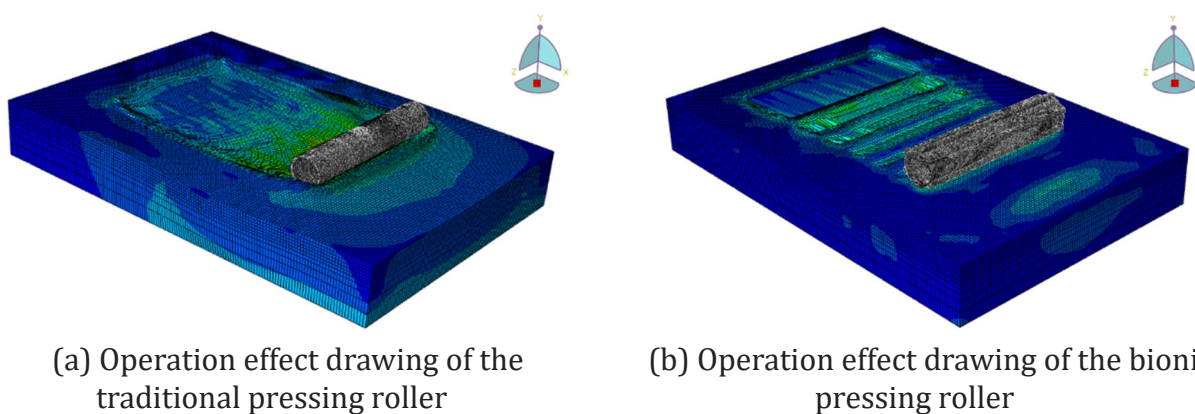 Y
Z
X
Y
Z
(a) Operation effect drawing of the
traditional pressing roller
(b) Operation effect drawing of the bioni
pressing roller